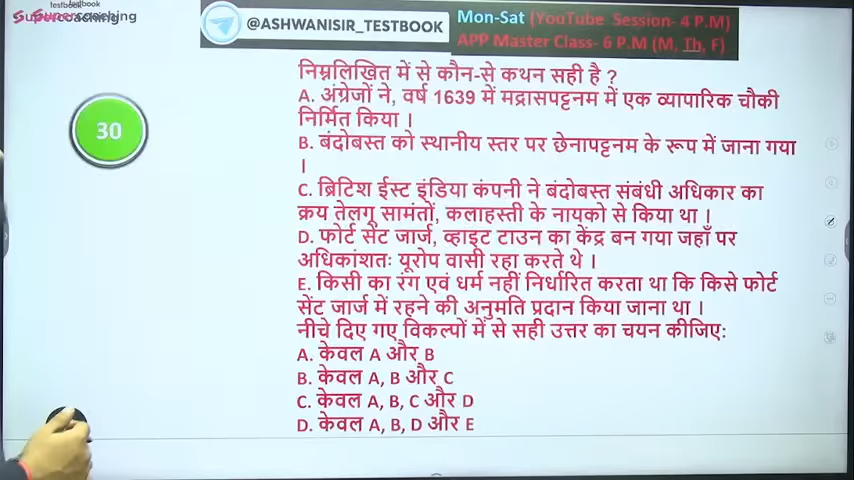 testbook
Supercoaching
@ASHWANISIR_TESTBOOK
Mon-Sat (YouTube Session- 4 P.M)
APP Master Class- 6 P.M (M, Th, F)
30
निम्नलिखित में से कौन-से कथन सही है ?
A. अंग्रेजों ने, वर्ष 1639 में मद्रासपट्टनम में एक व्यापारिक चौकी
निर्मित किया ।
B. बंदोबस्त को स्थानीय स्तर पर छेनापट्टनम के रूप में जाना गया
।
C. ब्रिटिश ईस्ट इंडिया कंपनी ने बंदोबस्त संबंधी अधिकार का
क्रय तेलगू सामंतों, कलाहस्ती के नायको से किया था ।
D. फोर्ट सेंट जार्ज, व्हाइट टाउन का केंद्र बन गया जहाँ पर
अधिकांशतः यूरोप वासी रहा करते थे ।
E. किसी का रंग एवं धर्म नहीं निर्धारित करता था कि किसे फोर्ट
सेंट जार्ज में रहने की अनुमति प्रदान किया जाना था ।
नीचे दिए गए विकल्पों में से सही उत्तर का चयन कीजिए:
A. केवल A और B
B. केवल A, B और C
C. केवल A, B, C और D
D. केवल A, B, D और E